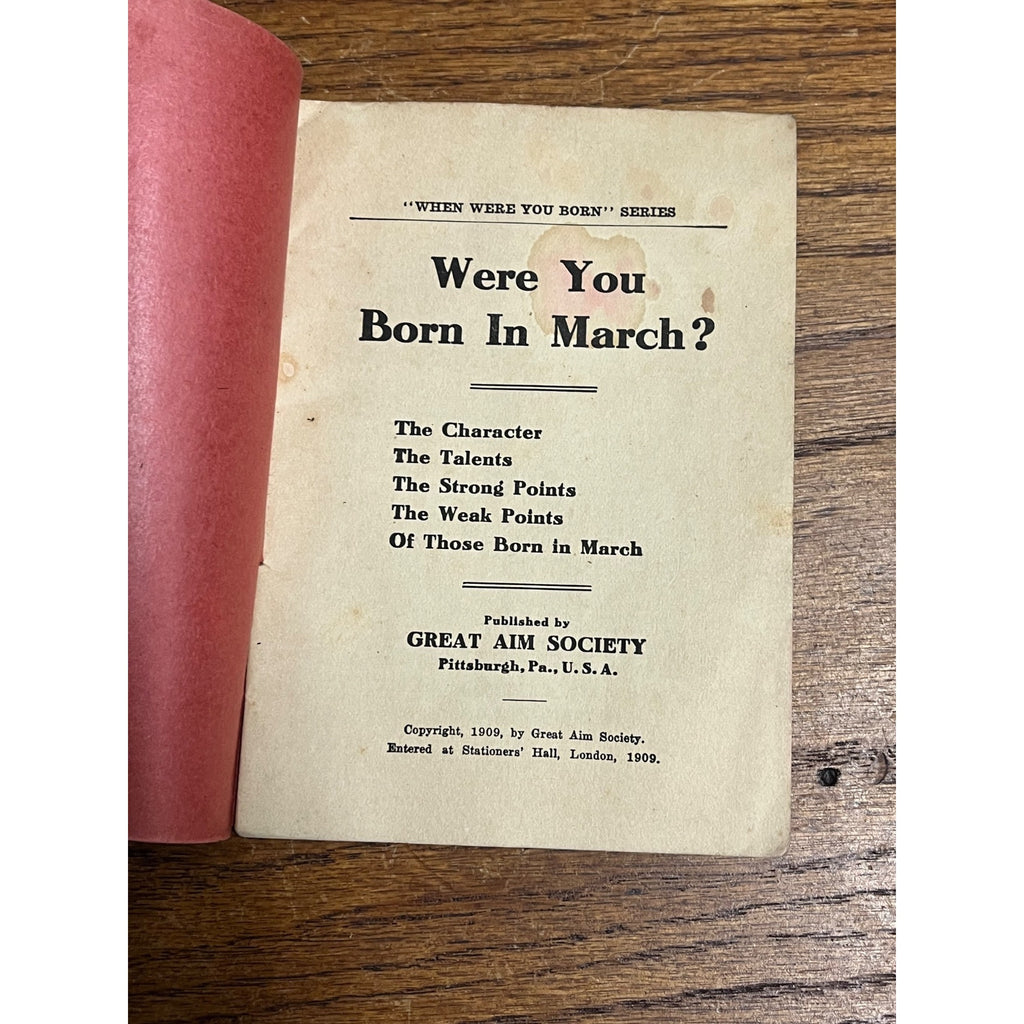 “WHEN WERE YOU BORN” SERIES
Were You
Born In March?
The Character
The Talents
The Strong Points
The Weak Points
Of Those Born in March
Published by
GREAT AIM SOCIETY
Pittsburgh, Pa., U. S. A.
Copyright, 1909, by Great Aim Society.
Entered at Stationers’ Hall, London, 1909.